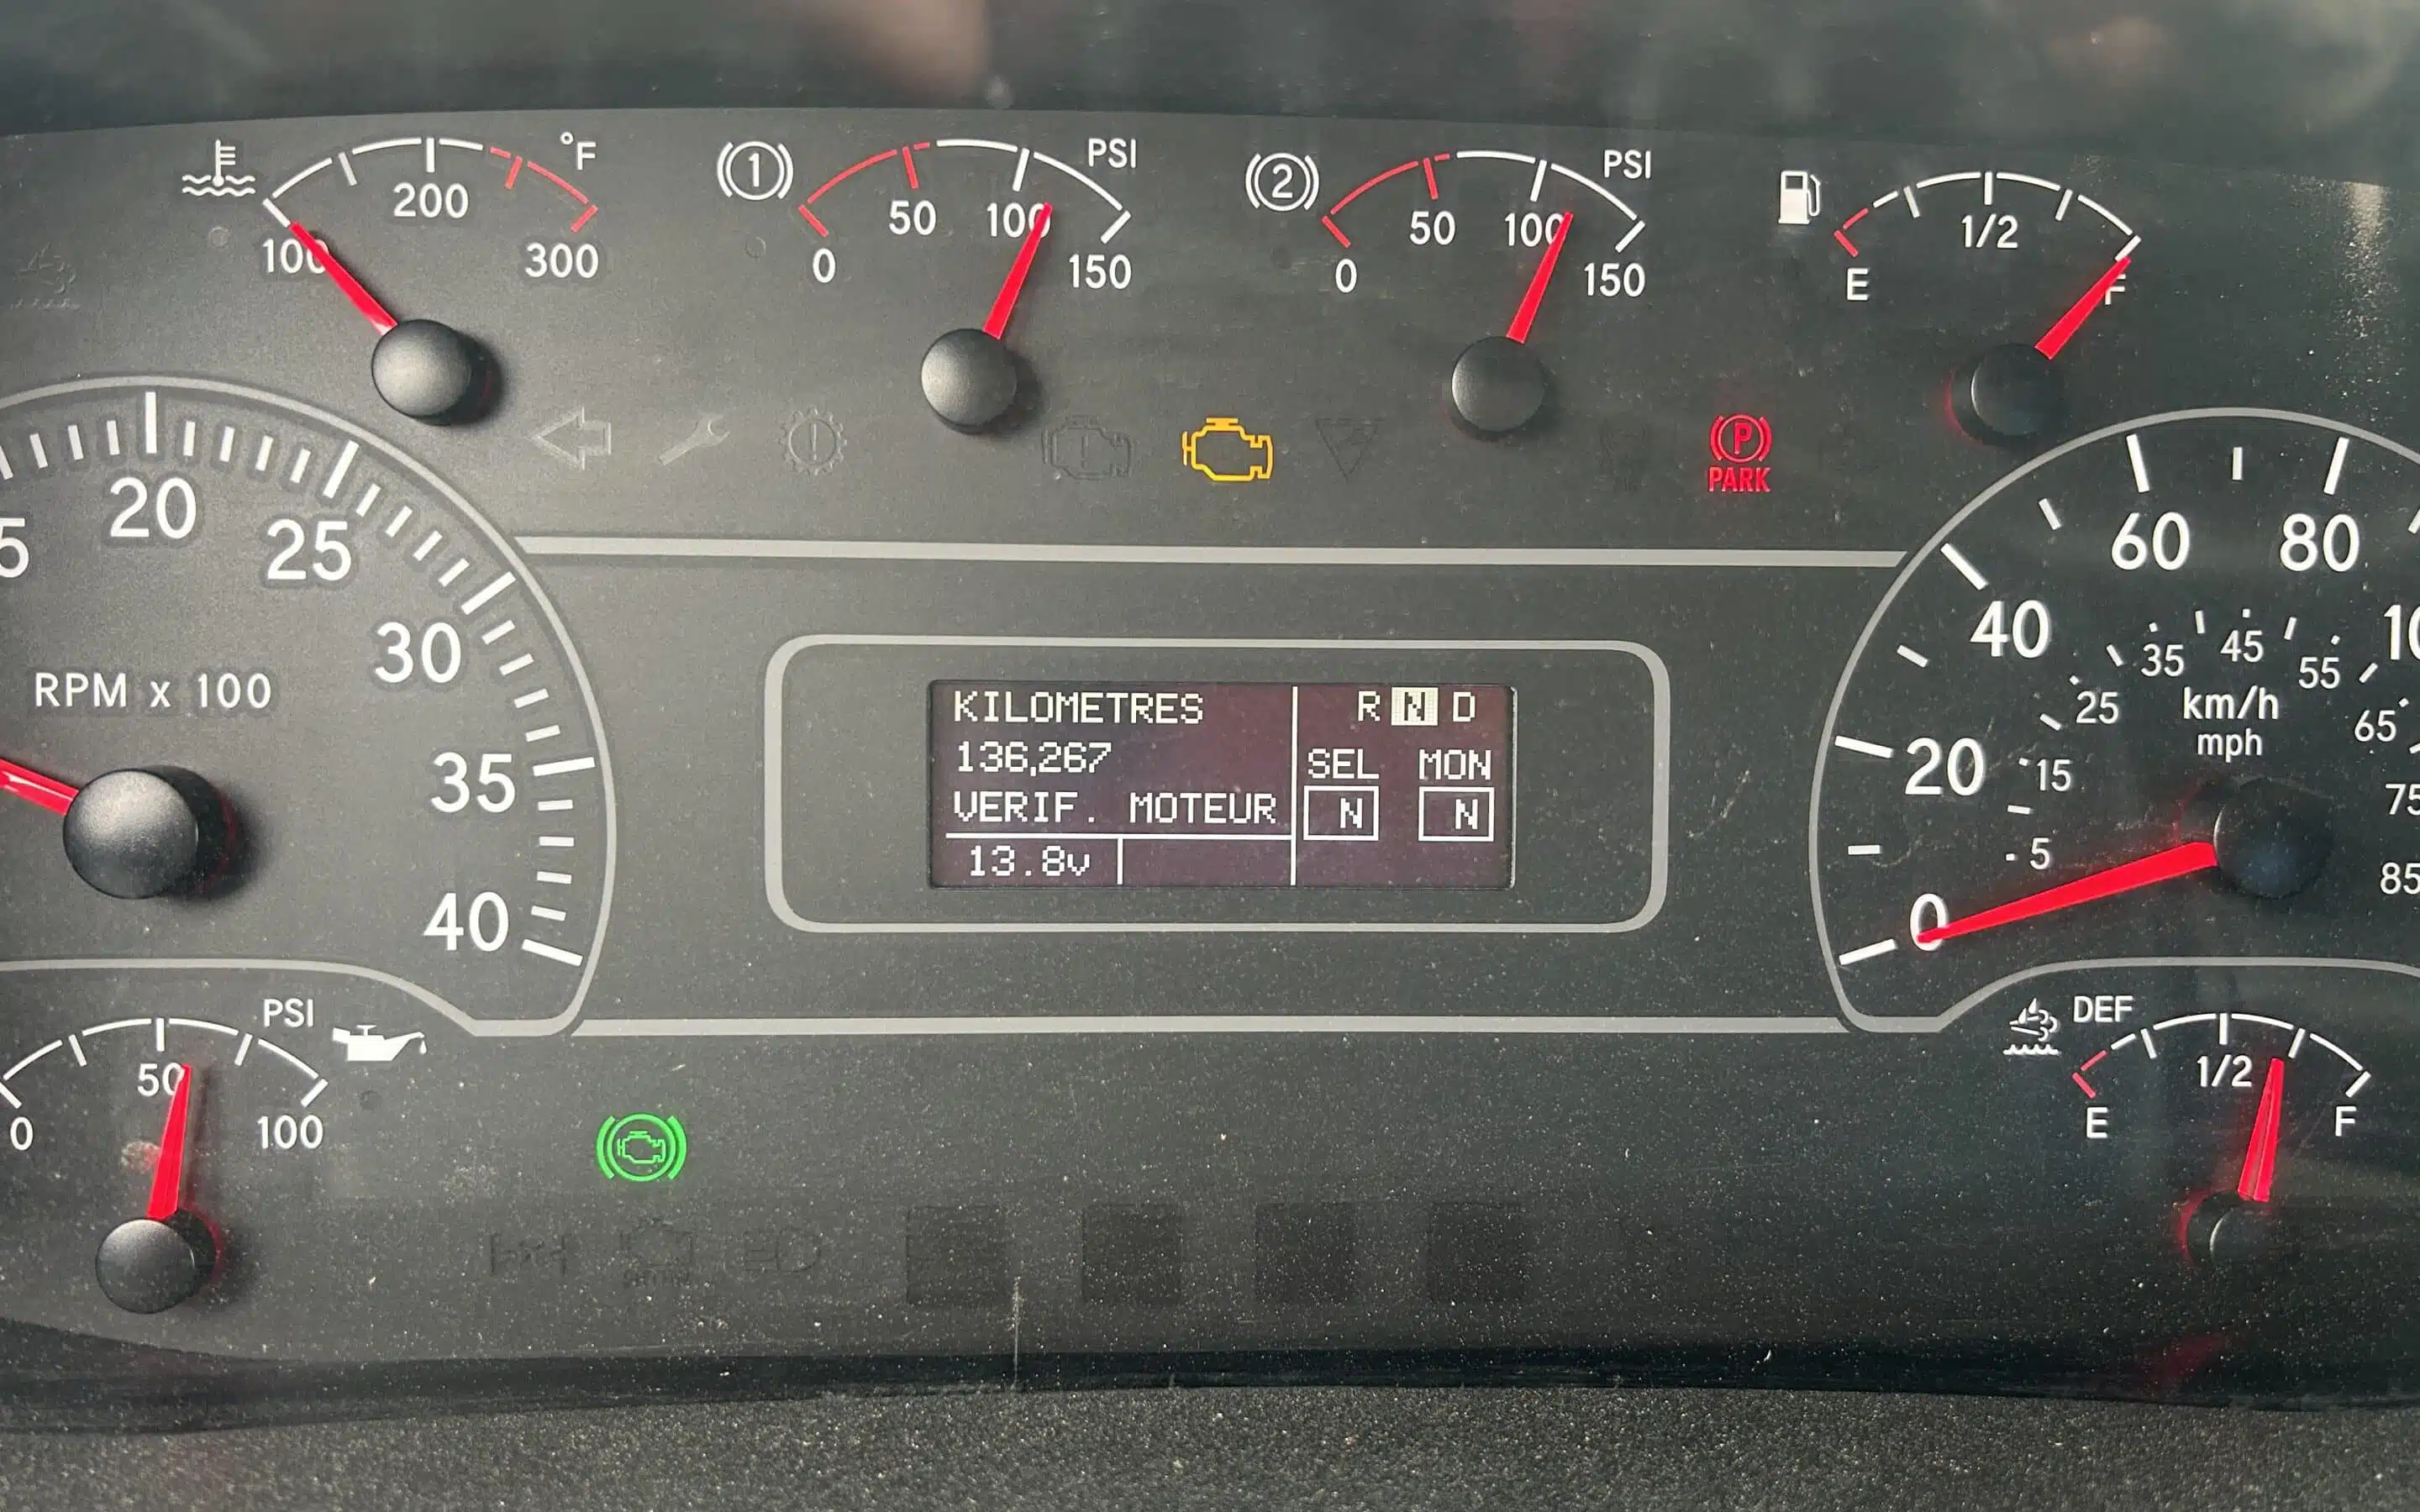 °F
100 200 300
1 PSI
0 50 100 150
2 PSI
0 50 100 150
E 1/2 F
P
PARK
5 20 25 30 35 40
RPM x 100
KILOMETRES
136,267
VERIF. MOTEUR
13.8v
R N D
SEL MON
N N
0 20 40 60 80 10
5 15 25 35 45 55 65 75 85
km/h
mph
PSI
0 50 100
DEF
E 1/2 F